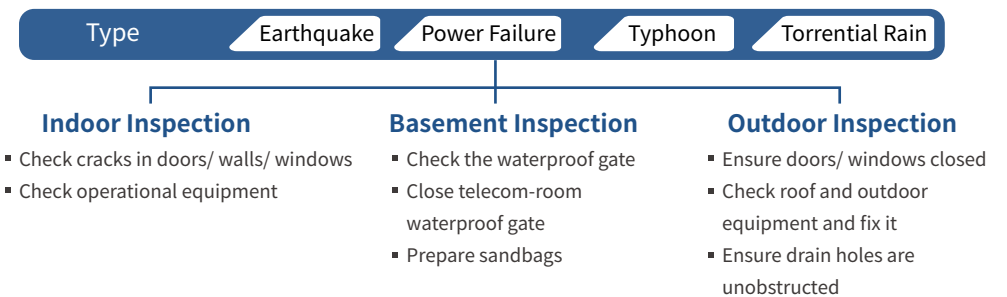 Type
Earthquake
Power Failure
Typhoon
Torrential Rain
Indoor Inspection
▪ Check cracks in doors/ walls/ windows
▪ Check operational equipment
Basement Inspection
▪ Check the waterproof gate
▪ Close telecom-room
waterproof gate
▪ Prepare sandbags
Outdoor Inspection
▪ Ensure doors/ windows closed
▪ Check roof and outdoor
equipment and fix it
▪ Ensure drain holes are
unobstructed